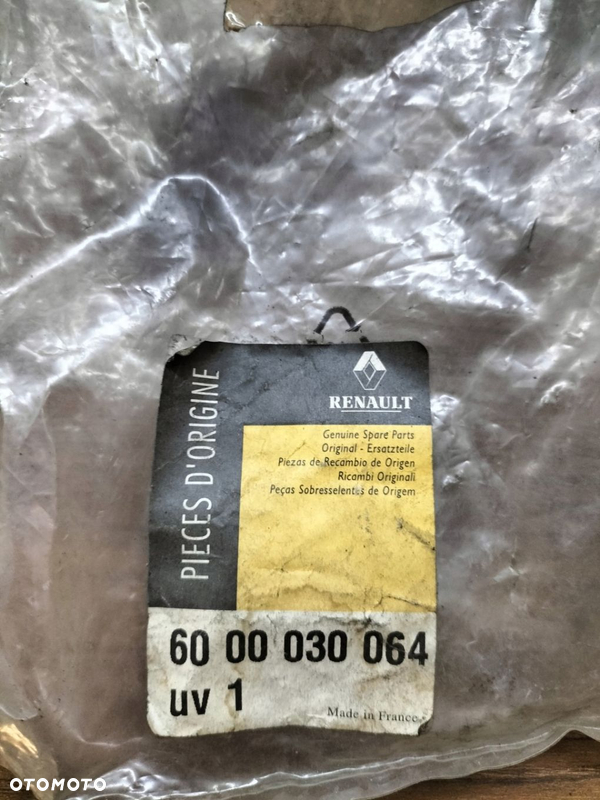 PIECES D'ORIGINE
RENAULT
Genuine Spare Parts
Original - Ersatzteile
Piezas de Recambio de Origen
Ricambi Originali
Peças Sobresselentes de Origem
60 00 030 064
uv 1
Made in France
OTOMOTO